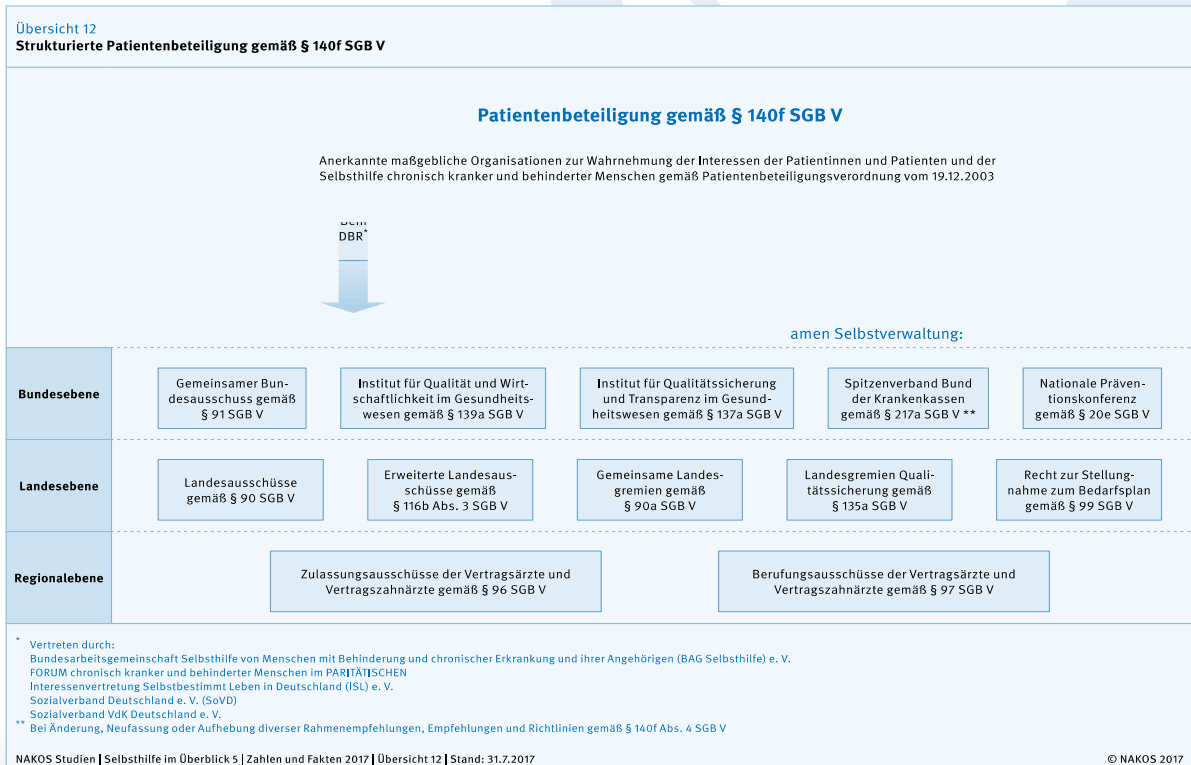 Übersicht 12
Strukturierte Patientenbeteiligung gemäß § 140f SGB V
Patientenbeteiligung gemäß § 140f SGB V
Anerkannte maßgebliche Organisationen zur Wahrnehmung der Interessen der Patientinnen und Patienten und der
Selbsthilfe chronisch kranker und behinderter Menschen gemäß Patientenbeteiligungsverordnung vom 19.12.2003
DBR*
amen Selbstverwaltung:
Bundesebene
Gemeinsamer Bun-
desausschuss gemäß
§ 91 SGB V
Institut für Qualität und Wirt-
schaftlichkeit im Gesundheits-
wesen gemäß § 139a SGB V
Institut für Qualitätssicherung
und Transparenz im Gesund-
heitswesen gemäß § 137a SGB V
Spitzenverband Bund
der Krankenkassen
gemäß § 217a SGB V **
Nationale Präven-
tionskonferenz
gemäß § 20e SGB V
Landesebene
Landesausschüsse
gemäß § 90 SGB V
Erweiterte Landesaus-
schüsse gemäß
§ 116b Abs. 3 SGB V
Gemeinsame Landes-
gremien gemäß
§ 90a SGB V
Landesgremien Quali-
tätssicherung gemäß
§ 135a SGB V
Recht zur Stellung-
nahme zum Bedarfsplan
gemäß § 99 SGB V
Regionalebene
Zulassungsausschüsse der Vertragsärzte und
Vertragszahnärzte gemäß § 96 SGB V
Berufungsausschüsse der Vertragsärzte und
Vertragszahnärzte gemäß § 97 SGB V
* Vertreten durch:
Bundesarbeitsgemeinschaft Selbsthilfe von Menschen mit Behinderung und chronischer Erkrankung und ihrer Angehörigen (BAG Selbsthilfe) e. V.
FORUM chronisch kranker und behinderter Menschen im PARITÄTISCHEN
Interessenvertretung Selbstbestimmt Leben in Deutschland (ISL) e. V.
Sozialverband Deutschland e. V. (SoVD)
Sozialverband VdK Deutschland e. V.
** Bei Änderung, Neufassung oder Aufhebung diverser Rahmenempfehlungen, Empfehlungen und Richtlinien gemäß § 140f Abs. 4 SGB V
NAKOS Studien | Selbsthilfe im Überblick 5 | Zahlen und Fakten 2017 | Übersicht 12 | Stand: 31.7.2017
© NAKOS 2017